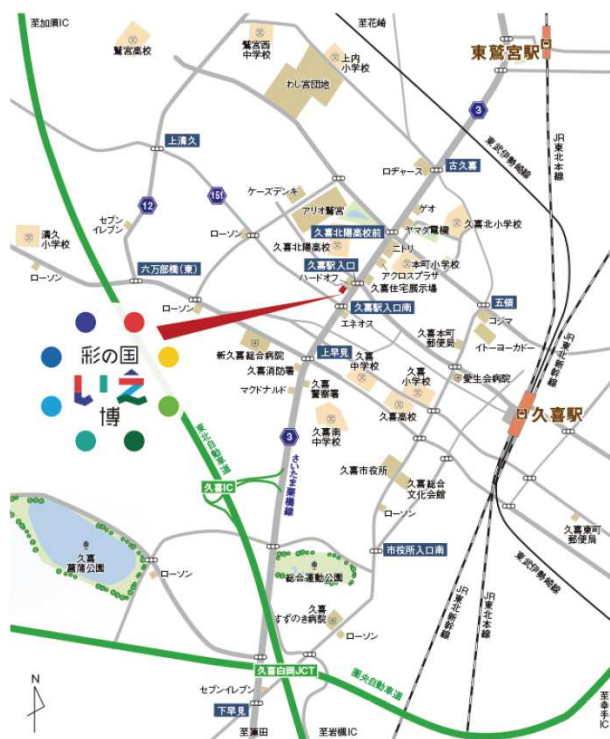 至加須IC
至花崎
鷲宮高校
鷲宮西
中学校
上内
小学校
わし宮団地
東鷲宮駅
3
JR東北本線
東武伊勢崎線
上清久
151
12
ロヂャース
古久喜
ケーズデンキ
アリオ鷲宮
ゲオ
久喜北小学校
セブン
イレブン
ローソン
久喜北陽高校前
ヤマダ電機
清久
小学校
久喜北陽高校
ニトリ
本町小学校
ローソン
六万部橋(東)
久喜駅入口
ハードオフ
アクロスプラザ
久喜住宅展示場
ローソン
久喜駅入口南
エネオス
五領
コジマ
久喜本町
郵便局
イトーヨーカドー
JR東北新幹線
彩の国
いえ
博
新久喜総合病院
上早見
久喜消防署
久喜
中学校
久喜
小学校
愛生会病院
マクドナルド
久喜
警察署
久喜高校
久喜駅
久喜南
中学校
東北自動車道
3
さいたま栗橋線
久喜市役所
久喜総合
文化会館
久喜IC
ローソン
久喜東町
郵便局
久喜
菖蒲公園
ローソン
総合運動公園
市役所入口南
東武伊勢崎線
JR東北新幹線
JR東北本線
久喜
すずのき病院
ローソン
久喜白岡JCT
圏央自動車道
N
セブンイレブン
下早見
至蓮田
至岩槻IC
至幸手IC